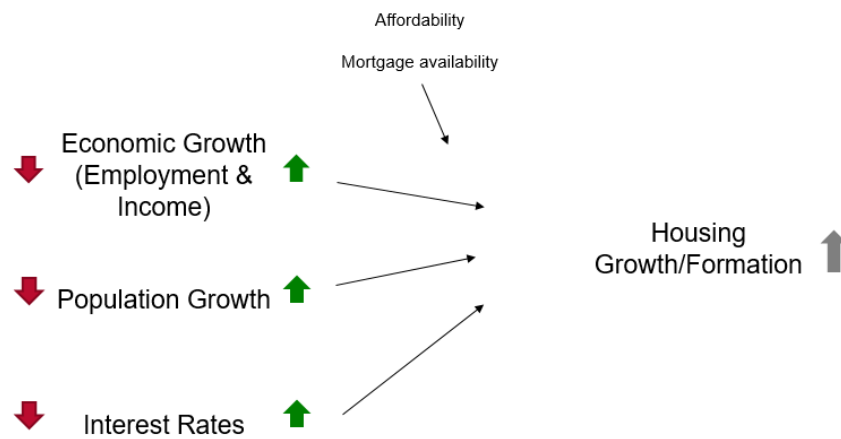 Affordability
Mortgage availability
Economic Growth
(Employment &
Income)
Population Growth
Interest Rates
Housing
Growth/Formation